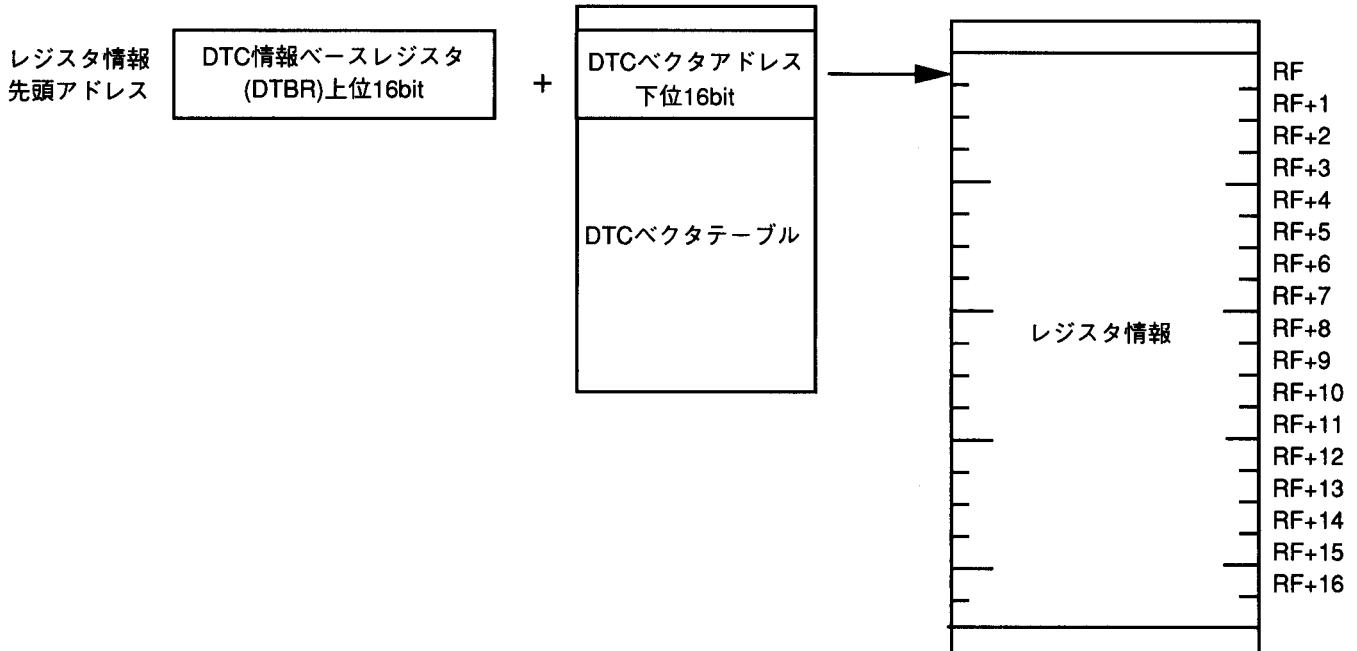 レジスタ情報
先頭アドレス
DTC情報ベースレジスタ
(DTBR)上位16bit
+
DTCベクタアドレス
下位16bit
DTCベクタテーブル
レジスタ情報
RF
RF+1
RF+2
RF+3
RF+4
RF+5
RF+6
RF+7
RF+8
RF+9
RF+10
RF+11
RF+12
RF+13
RF+14
RF+15
RF+16